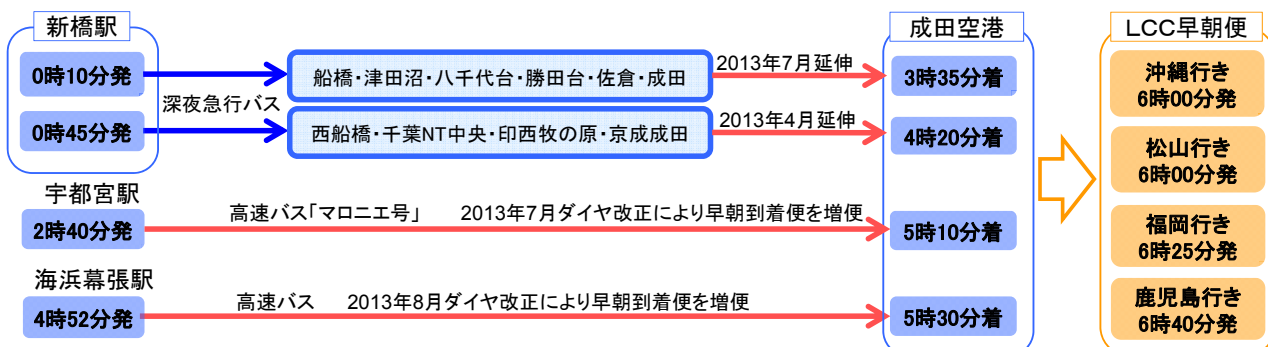 新橋駅
0時10分発
深夜急行バス
0時45分発
船橋・津田沼・八千代台・勝田台・佐倉・成田
2013年7月延伸
西船橋・千葉NT中央・印西牧の原・京成成田
2013年4月延伸
宇都宮駅
2時40分発
高速バス「マロニエ号」 2013年7月ダイヤ改正により早朝到着便を増便
海浜幕張駅
4時52分発
高速バス 2013年8月ダイヤ改正により早朝到着便を増便
成田空港
3時35分着
4時20分着
5時10分着
5時30分着
LCC早朝便
沖縄行き
6時00分発
松山行き
6時00分発
福岡行き
6時25分発
鹿児島行き
6時40分発